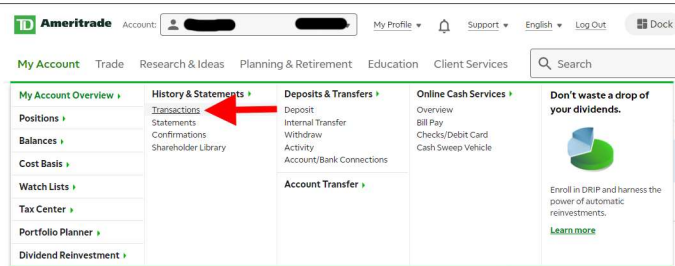 TD Ameritrade Account: My Profile Support English Log Out Dock
My Account Trade Research & Ideas Planning & Retirement Education Client Services Search
My Account Overview
Positions
Balances
Cost Basis
Watch Lists
Tax Center
Portfolio Planner
Dividend Reinvestment
History & Statements
Transactions
Statements
Confirmations
Shareholder Library
Deposits & Transfers
Deposit
Internal Transfer
Withdraw
Activity
Account/Bank Connections
Account Transfer
Online Cash Services
Overview
Bill Pay
Checks/Debit Card
Cash Sweep Vehicle
Don't waste a drop of
your dividends.
Enroll in DRIP and harness the
power of automatic
reinvestments.
Learn more